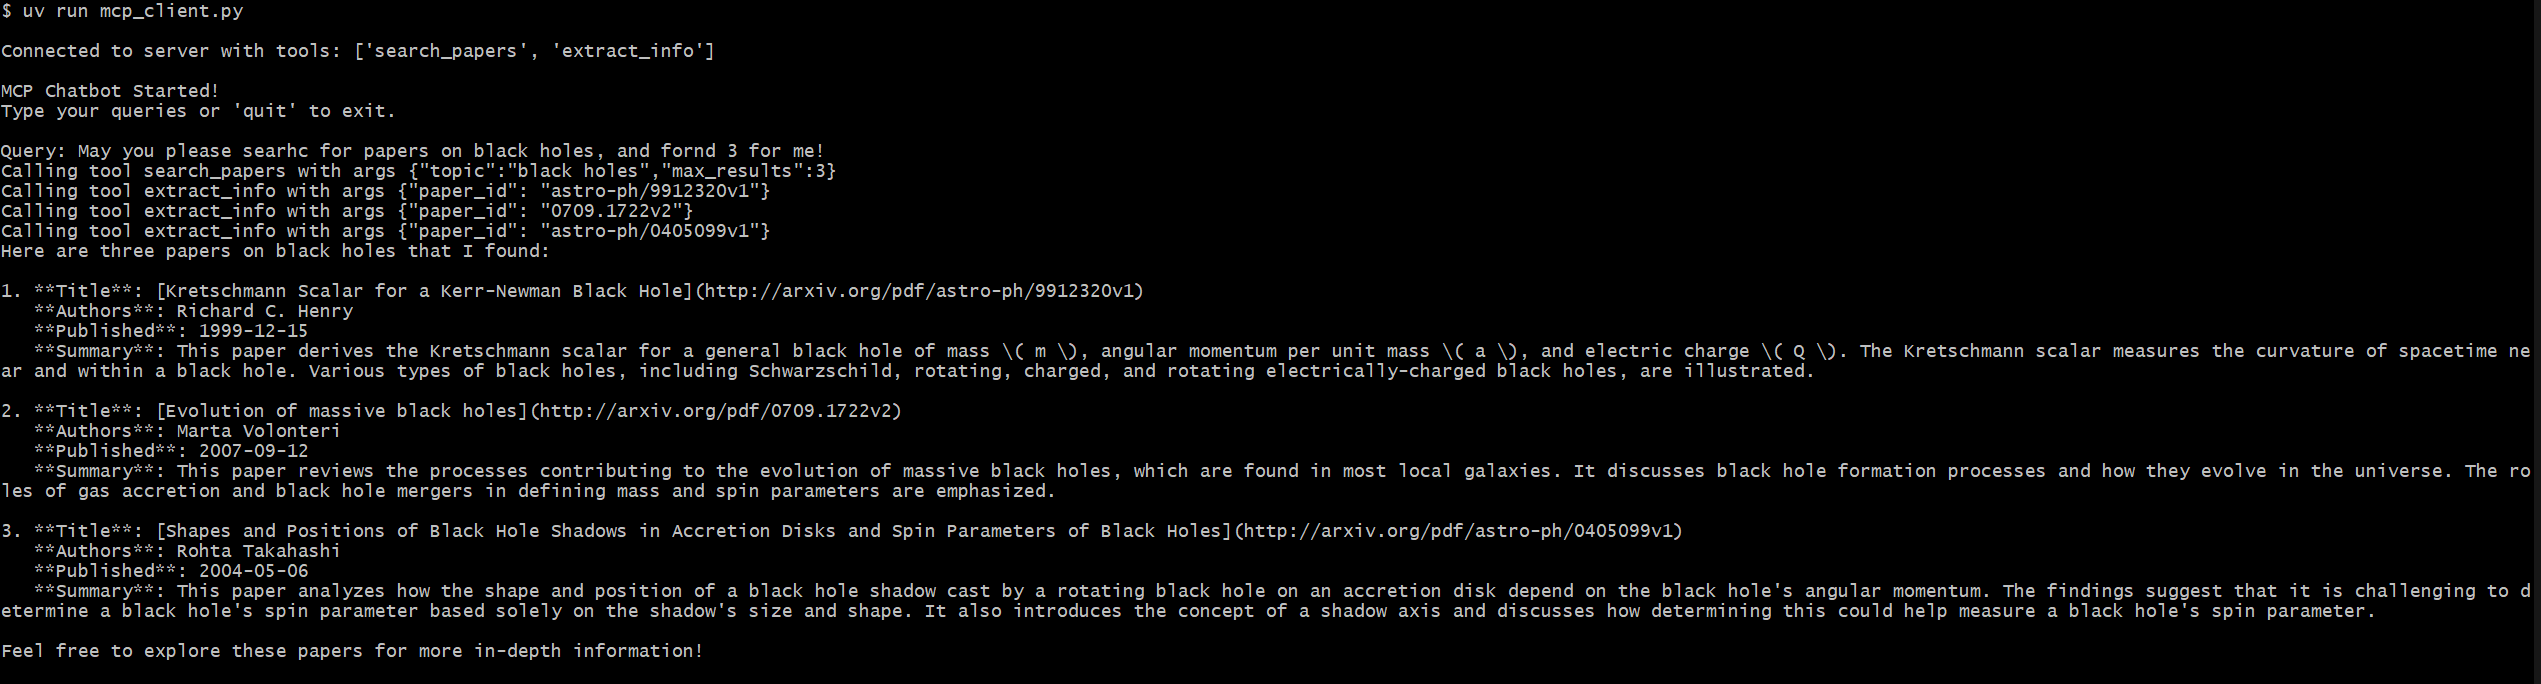 $ uv run mcp_client.py
Connected to server with tools: ['search_papers', 'extract_info']
MCP Chatbot Started!
Type your queries or 'quit' to exit.
Query: May you please searhc for papers on black holes, and fornd 3 for me!
Calling tool search_papers with args {"topic":"black holes","max_results":3}
Calling tool extract_info with args {"paper_id": "astro-ph/9912320v1"}
Calling tool extract_info with args {"paper_id": "0709.1722v2"}
Calling tool extract_info with args {"paper_id": "astro-ph/0405099v1"}
Here are three papers on black holes that I found:
1. **Title**: [Kretschmann Scalar for a Kerr-Newman Black Hole](http://arxiv.org/pdf/astro-ph/9912320v1)
**Authors**: Richard C. Henry
**Published**: 1999-12-15
**Summary**: This paper derives the Kretschmann scalar for a general black hole of mass \( m \), angular momentum per unit mass \( a \), and electric charge \( Q \). The Kretschmann scalar measures the curvature of spacetime ne
ar and within a black hole. Various types of black holes, including Schwarzschild, rotating, charged, and rotating electrically-charged black holes, are illustrated.
2. **Title**: [Evolution of massive black holes](http://arxiv.org/pdf/0709.1722v2)
**Authors**: Marta Volonteri
**Published**: 2007-09-12
**Summary**: This paper reviews the processes contributing to the evolution of massive black holes, which are found in most local galaxies. It discusses black hole formation processes and how they evolve in the universe. The ro
les of gas accretion and black hole mergers in defining mass and spin parameters are emphasized.
3. **Title**: [Shapes and Positions of Black Hole Shadows in Accretion Disks and Spin Parameters of Black Holes](http://arxiv.org/pdf/astro-ph/0405099v1)
**Authors**: Rohta Takahashi
**Published**: 2004-05-06
**Summary**: This paper analyzes how the shape and position of a black hole shadow cast by a rotating black hole on an accretion disk depend on the black hole's angular momentum. The findings suggest that it is challenging to d
etermine a black hole's spin parameter based solely on the shadow's size and shape. It also introduces the concept of a shadow axis and discusses how determining this could help measure a black hole's spin parameter.
Feel free to explore these papers for more in-depth information!